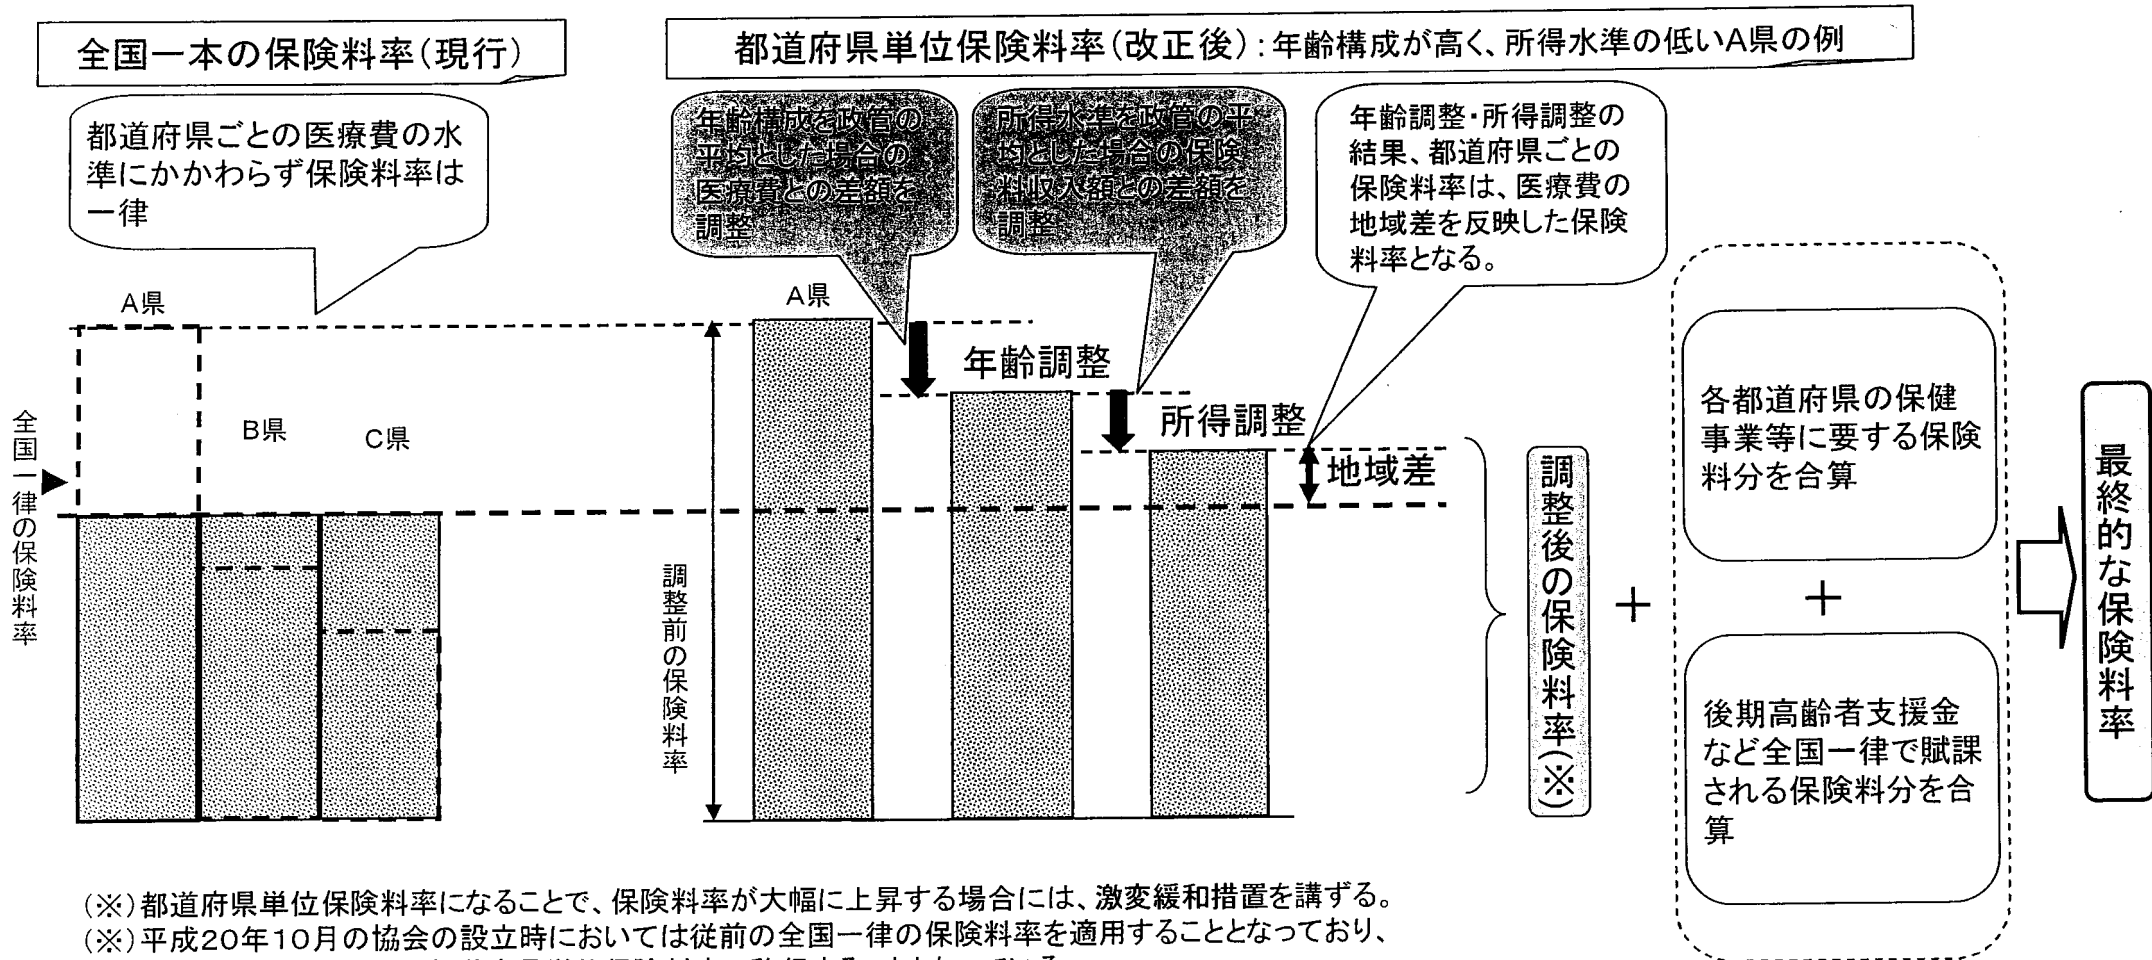 全国一本の保険料率(現行)
都道府県ごとの医療費の水
準にかかわらず保険料率は
一律
A県
B県
C県
全国一律の保険料率
都道府県単位保険料率(改正後):年齢構成が高く、所得水準の低いA県の例
年齢構成を政管の
平均とした場合の
医療費との差額を
調整
所得水準を政管の平
均とした場合の保険
料収入額との差額を
調整
年齢調整・所得調整の
結果、都道府県ごとの
保険料率は、医療費の
地域差を反映した保険
料率となる。
A県
年齢調整
所得調整
地域差
調整前の保険料率
調整後の保険料率(※)
+
各都道府県の保健
事業等に要する保険
料分を合算
+
後期高齢者支援金
など全国一律で賦課
される保険料分を合
算
最終的な保険料率
(※)都道府県単位保険料率になることで、保険料率が大幅に上昇する場合には、激変緩和措置を講ずる。
(※)平成20年10月の協会の設立時においては従前の全国一律の保険料率を適用することとなっており、